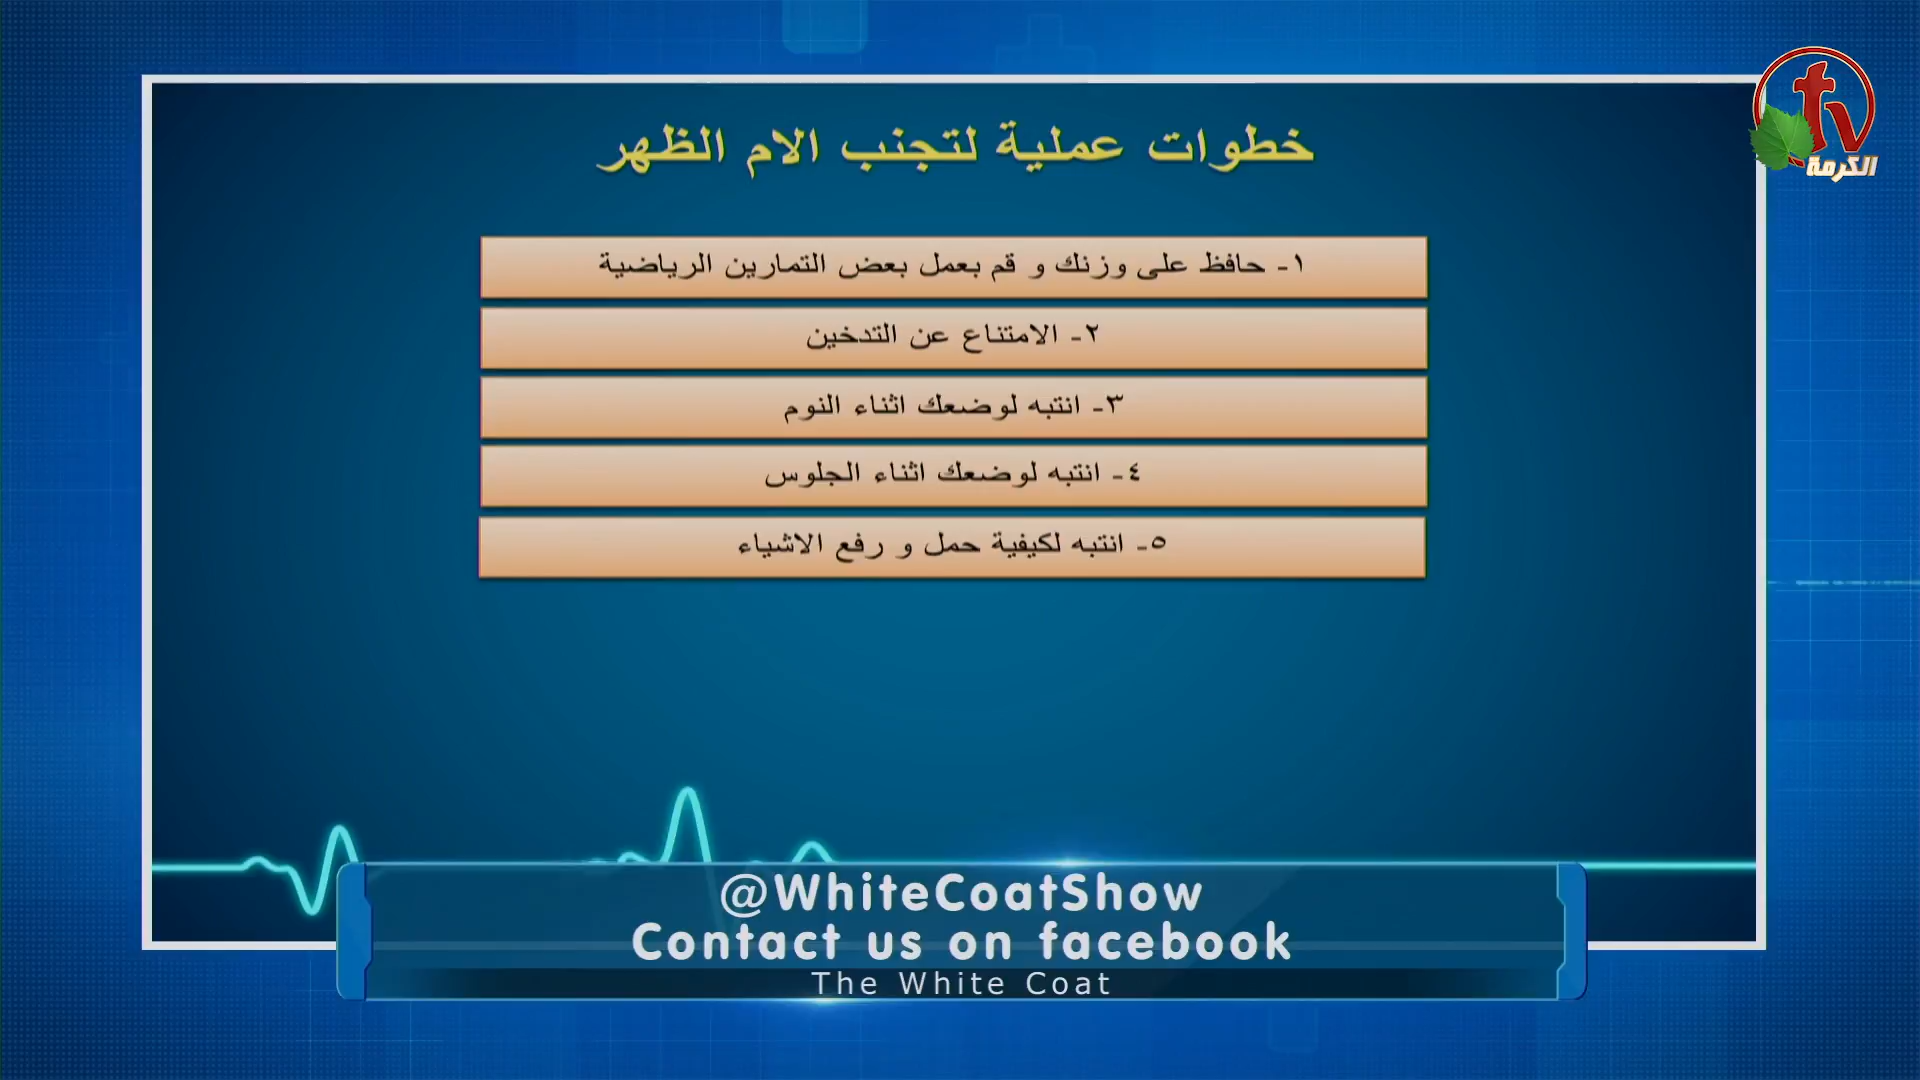 خطوات عملية لتجنب الام الظهر
١- حافظ على وزنك و قم بعمل بعض التمارين الرياضية
٢- الامتناع عن التدخين
٣- انتبه لوضعك اثناء النوم
٤- انتبه لوضعك اثناء الجلوس
٥- انتبه لكيفية حمل و رفع الاشياء
@WhiteCoatShow
Contact us on facebook
The White Coat
tv
الكرمة